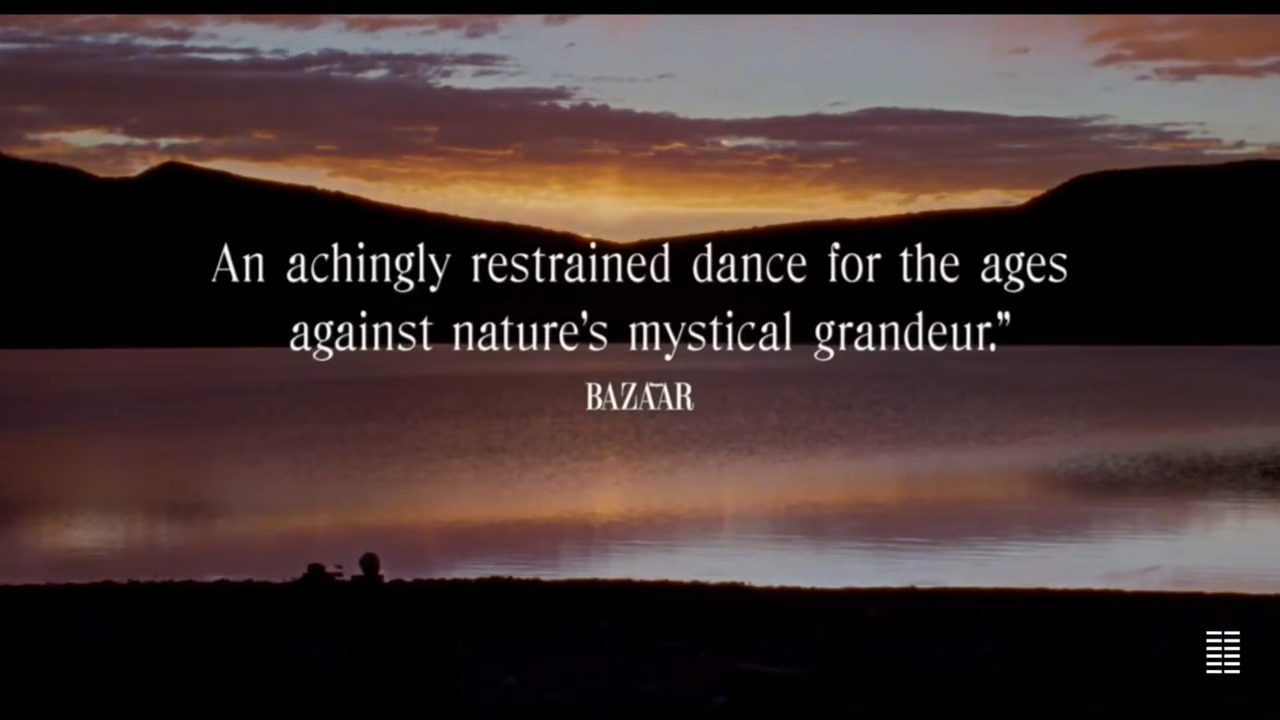 An achingly restrained dance for the ages
against nature's mystical grandeur.”
BAZAAR